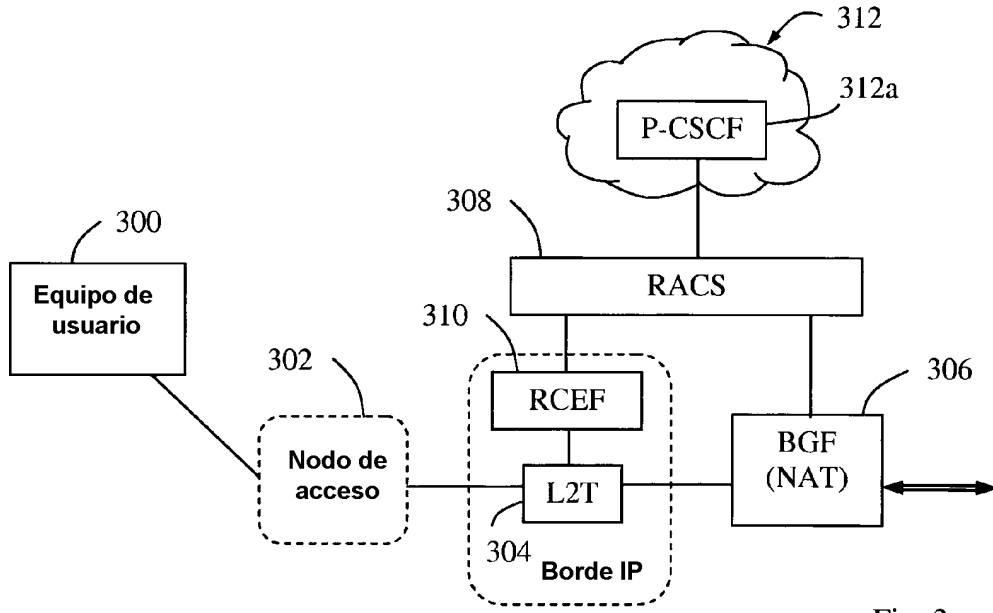 312
312a
P-CSCF
308
300
RACS
Equipo de
usuario
310
302
306
RCEF
BGF
(NAT)
Nodo de
acceso
L2T
304
Borde IP